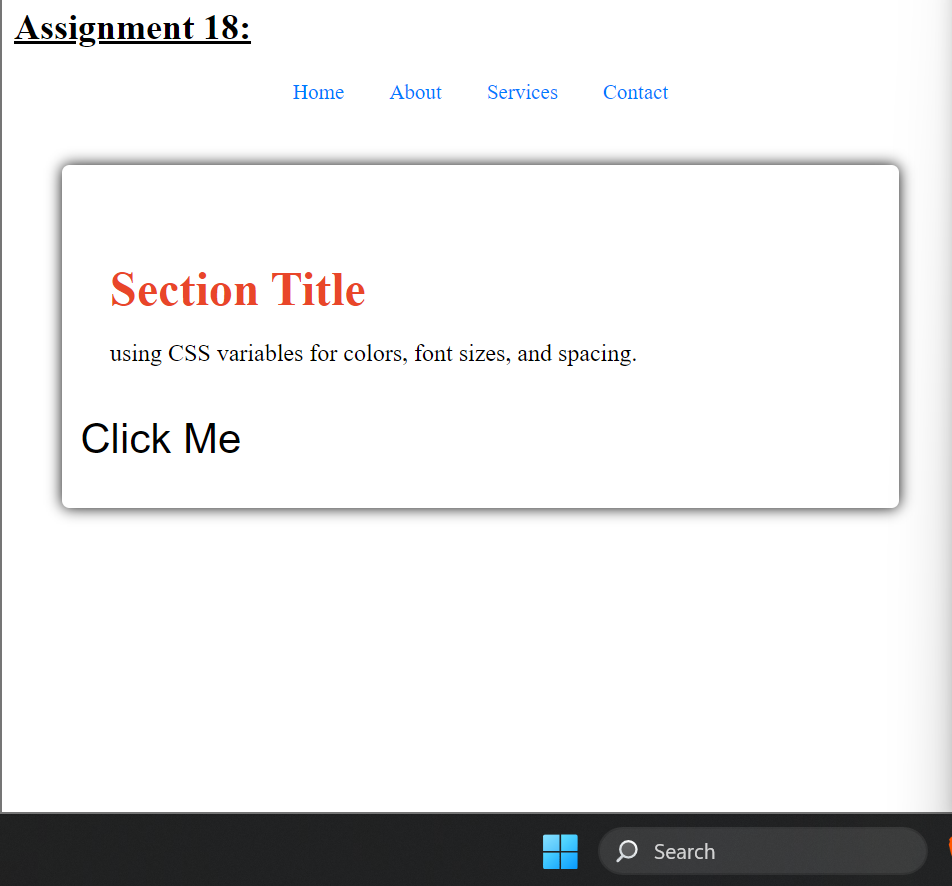 Assignment 18:
Home About Services Contact
Section Title
using CSS variables for colors, font sizes, and spacing.
Click Me
Search